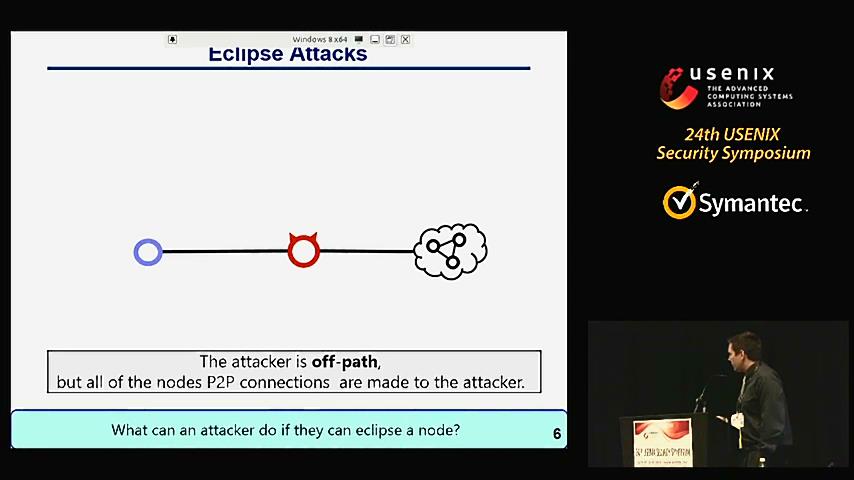 Windows 8.x64
Eclipse Attacks
The attacker is off-path,
but all of the nodes P2P connections are made to the attacker.
What can an attacker do if they can eclipse a node?
6
usenix
THE ADVANCED
COMPUTING SYSTEMS
ASSOCIATION
24th USENIX
Security Symposium
Symantec.